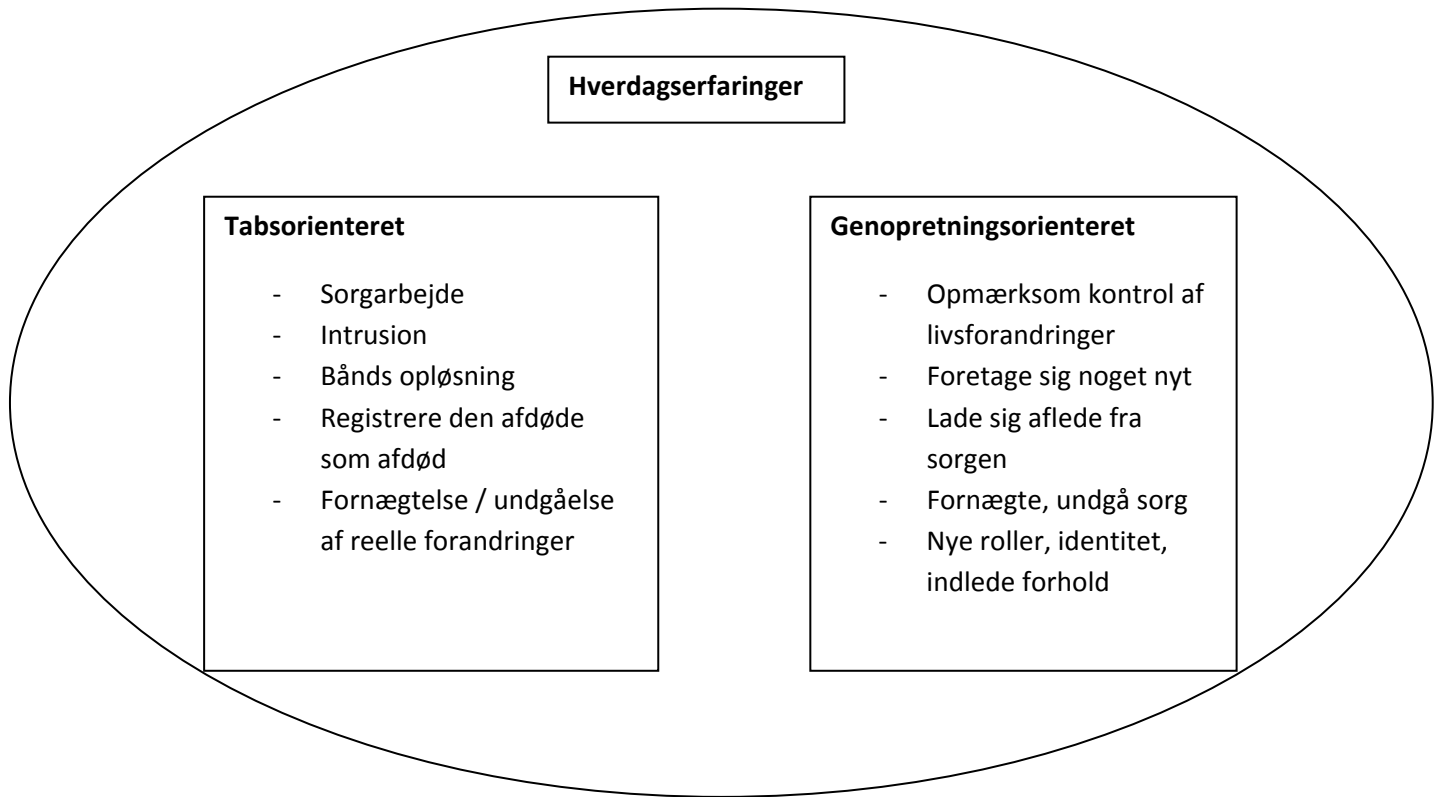 Hverdagserfaringer
Tabsorienteret
- Sorgarbejde
- Intrusion
- Bånds opløsning
- Registrere den afdøde
som afdød
- Fornægtelse / undgåelse
af reelle forandringer
Genopretningsorienteret
- Opmærksom kontrol af
livsforandringer
- Foretage sig noget nyt
- Lade sig aflede fra
sorgen
- Fornægte, undgå sorg
- Nye roller, identitet,
indlede forhold